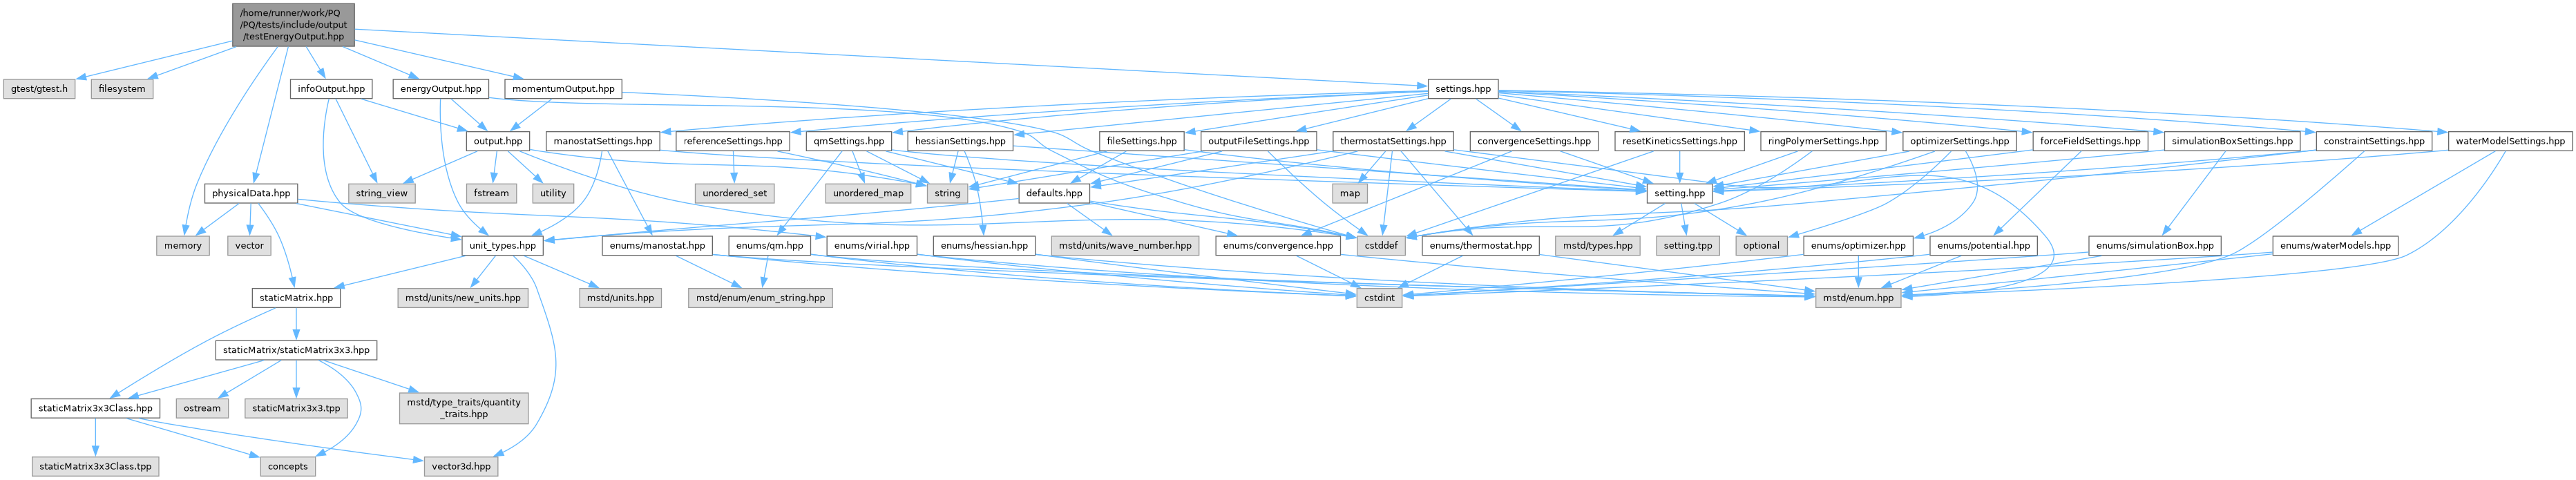 /home/runner/work/PQ
/PQ/tests/include/output
/testEnergyOutput.hpp
gtest/gtest.h
filesystem
infoOutput.hpp
energyOutput.hpp
momentumOutput.hpp
settings.hpp
output.hpp
manostatSettings.hpp
referenceSettings.hpp
qmSettings.hpp
hessianSettings.hpp
fileSettings.hpp
outputFileSettings.hpp
thermostatSettings.hpp
convergenceSettings.hpp
resetKineticsSettings.hpp
ringPolymerSettings.hpp
optimizerSettings.hpp
forceFieldSettings.hpp
simulationBoxSettings.hpp
constraintSettings.hpp
waterModelSettings.hpp
physicalData.hpp
string_view
fstream
utility
unordered_set
unordered_map
string
defaults.hpp
map
setting.hpp
memory
vector
unit_types.hpp
enums/manostat.hpp
enums/qm.hpp
enums/virial.hpp
enums/hessian.hpp
mstd/units/wave_number.hpp
enums/convergence.hpp
cstddef
enums/thermostat.hpp
mstd/types.hpp
setting.tpp
optional
enums/optimizer.hpp
enums/potential.hpp
enums/simulationBox.hpp
enums/waterModels.hpp
staticMatrix.hpp
mstd/units/new_units.hpp
mstd/units.hpp
mstd/enum/enum_string.hpp
cstdint
mstd/enum.hpp
staticMatrix/staticMatrix3x3.hpp
staticMatrix3x3Class.hpp
ostream
staticMatrix3x3.tpp
mstd/type_traits/quantity
_traits.hpp
staticMatrix3x3Class.tpp
concepts
vector3d.hpp